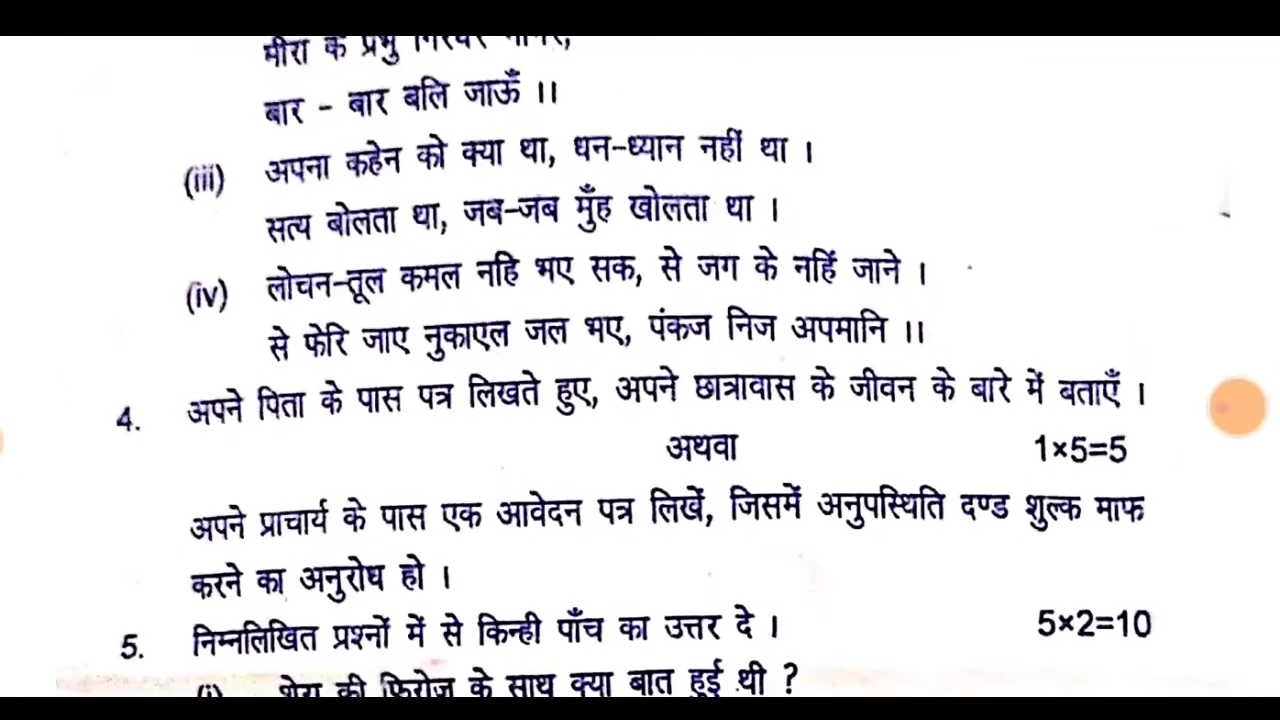 मीरा के प्रभु
बार - बार बलि जाऊँ ।।
(iii) अपना कहेन को क्या था, धन-ध्यान नहीं था ।
सत्य बोलता था, जब-जब मुँह खोलता था ।
(iv) लोचन-तूल कमल नहि भए सक, से जग के नहिं जाने ।
से फेरि जाए नुकाएल जल भए, पंकज निज अपमानि ।।
4. अपने पिता के पास पत्र लिखते हुए, अपने छात्रावास के जीवन के बारे में बताएँ ।
अथवा 1×5=5
अपने प्राचार्य के पास एक आवेदन पत्र लिखें, जिसमें अनुपस्थिति दण्ड शुल्क माफ
करने का अनुरोध हो ।
5. निम्नलिखित प्रश्नों में से किन्ही पाँच का उत्तर दे । 5×2=10
(i) शेरा की फिरोज के साथ क्या बात हुई थी ?